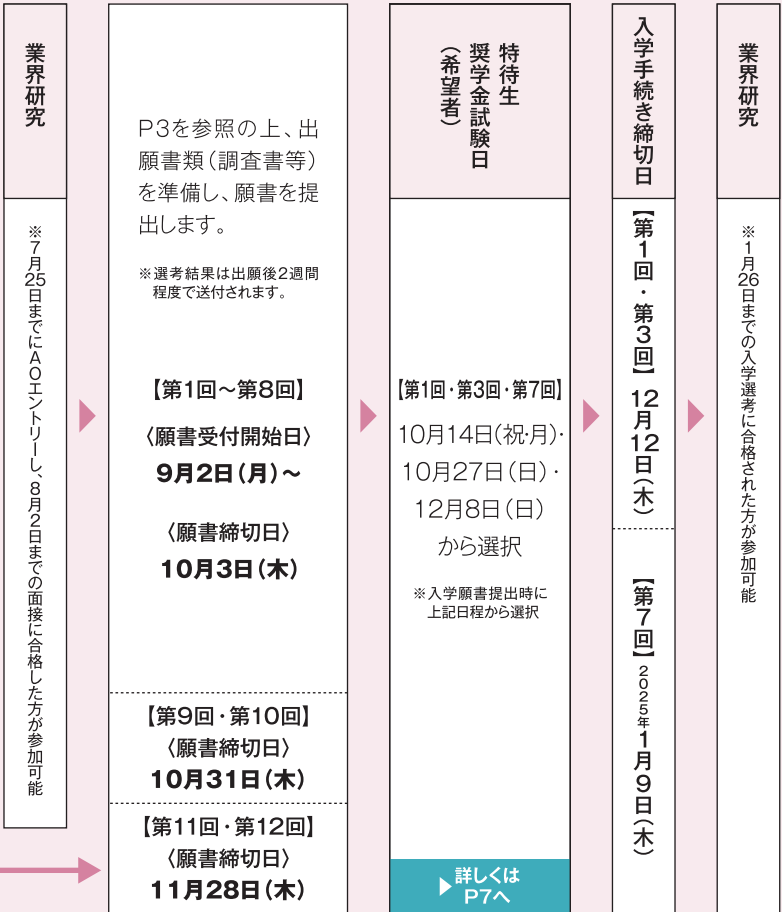 業界研究
※7月25日までにAOエントリーし、8月2日までの面接に合格した方が参加可能
P3を参照の上、出
願書類（調査書等）
を準備し、願書を提
出します。
※選考結果は出願後2週間
程度で送付されます。
【第1回～第8回】
〈願書受付開始日〉
9月2日（月）～
〈願書締切日〉
10月3日（木）
【第9回・第10回】
〈願書締切日〉
10月31日（木）
【第11回・第12回】
〈願書締切日〉
11月28日（木）
特待生
奨学金試験日
（希望者）
【第1回・第3回・第7回】
10月14日（祝・月）・
10月27日（日）・
12月8日（日）
から選択
※入学願書提出時に
上記日程から選択
詳しくは
P7へ
入学手続き締切日
【第1回・第3回】12月12日（木）
【第7回】2025年1月9日（木）
業界研究
※1月26日までの入学選考に合格された方が参加可能